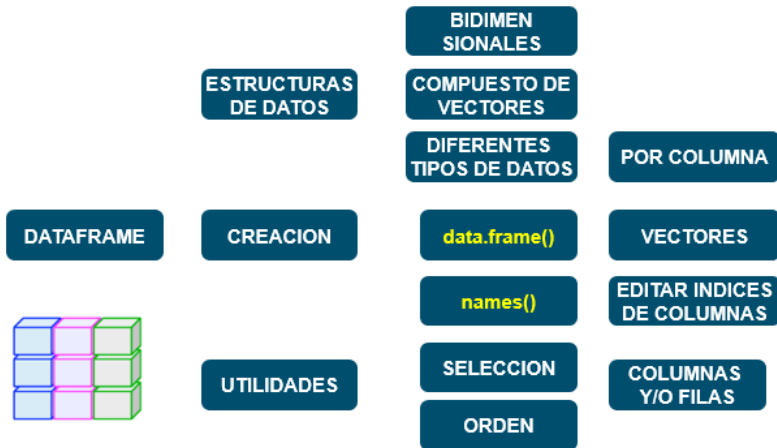 BIDIMEN
SIONALES
ESTRUCTURAS
DE DATOS
COMPUESTO DE
VECTORES
DIFERENTES
TIPOS DE DATOS
POR COLUMNA
DATAFRAME
CREACION
data.frame()
VECTORES
names()
EDITAR INDICES
DE COLUMNAS
UTILIDADES
SELECCION
COLUMNAS
Y/O FILAS
ORDEN